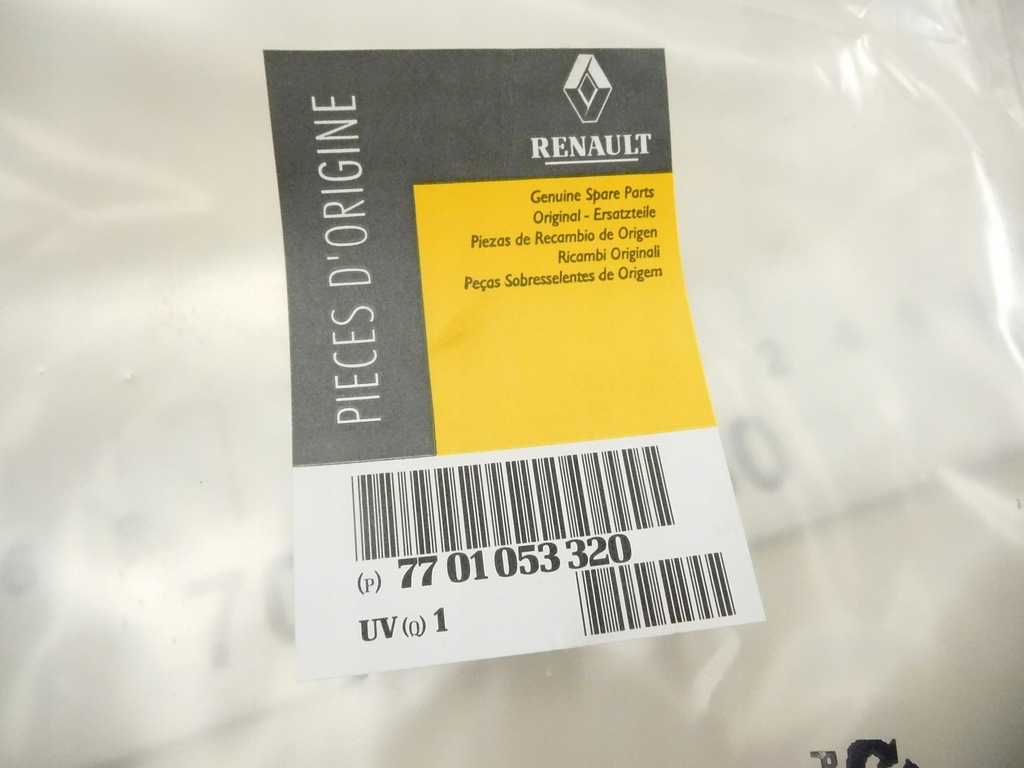 PIECES D'ORIGINE
RENAULT
Genuine Spare Parts
Original - Ersatzteile
Piezas de Recambio de Origen
Ricambi Originali
Peças Sobresselentes de Origem
(P) 77 01 053 320
UV (Q) 1